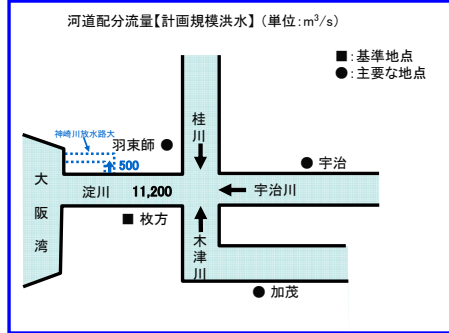 河道配分流量【計画規模洪水】（単位：m³/s）
■：基準地点
●：主要な地点
神崎川放水路大
羽束師 ●
桂川
500
● 宇治
大阪湾
淀川 11,200
宇治川
■ 枚方
木津川
● 加茂